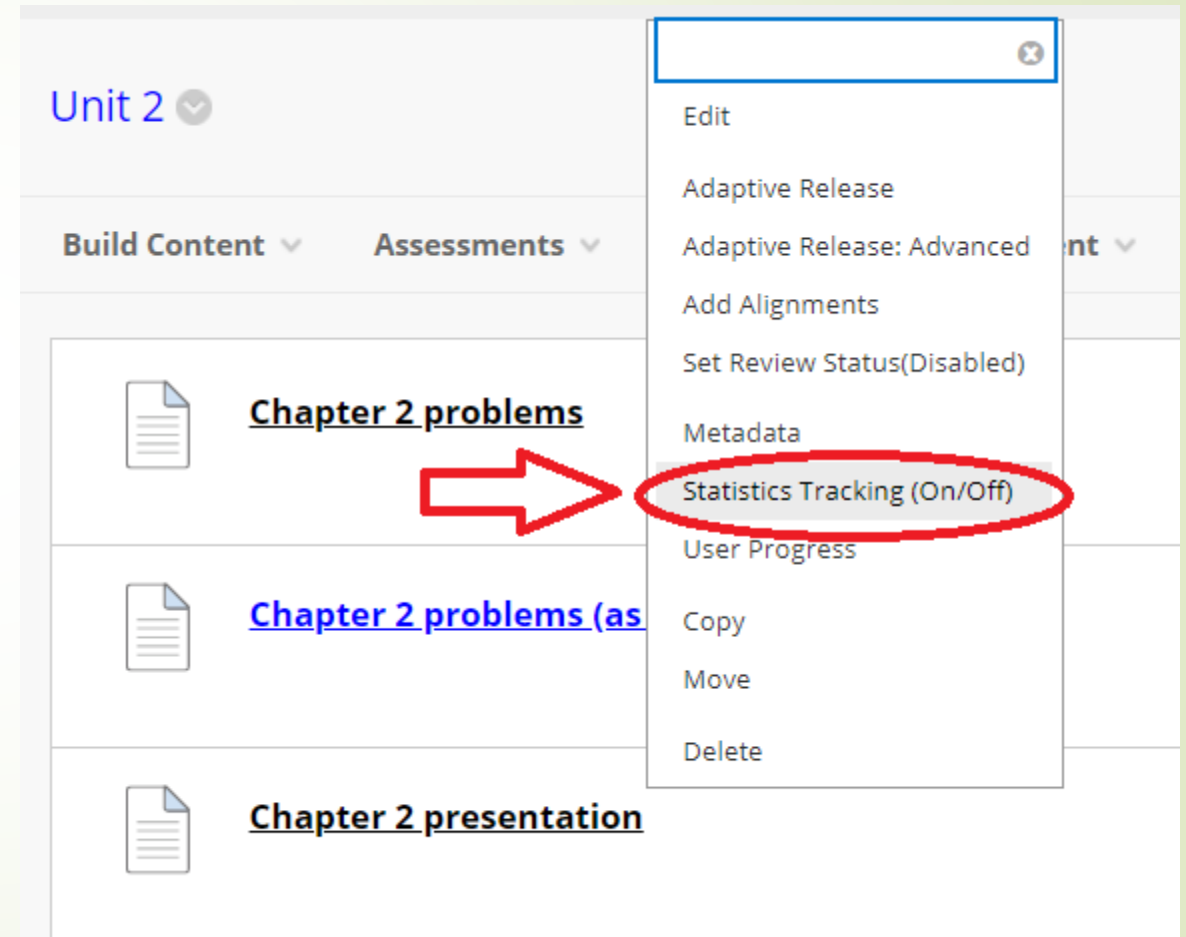 Unit 2
Build Content
Assessments
nt
Chapter 2 problems
Chapter 2 problems (as
Chapter 2 presentation
Edit
Adaptive Release
Adaptive Release: Advanced
Add Alignments
Set Review Status(Disabled)
Metadata
Statistics Tracking (On/Off)
User Progress
Copy
Move
Delete